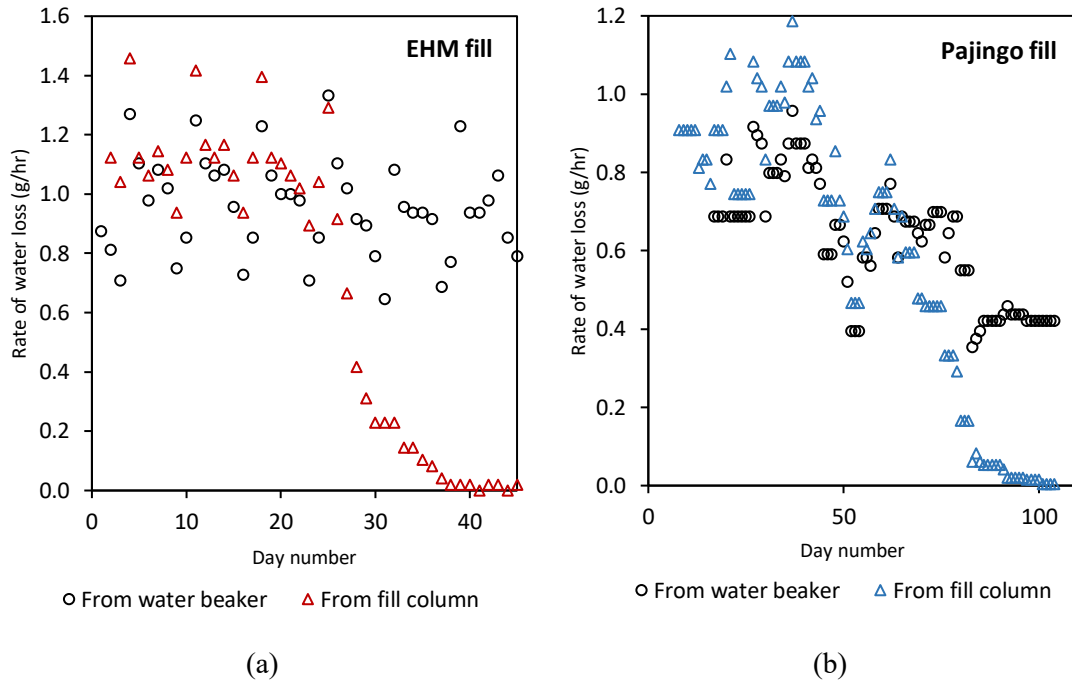 EHM fill
Rate of water loss (g/hr)
1.6
1.4
1.2
1.0
0.8
0.6
0.4
0.2
0.0
0
10
20
30
40
Day number
From water beaker
From fill column
(a)
Pajingo fill
Rate of water loss (g/hr)
1.2
1.0
0.8
0.6
0.4
0.2
0.0
0
50
100
Day number
From water beaker
From fill column
(b)